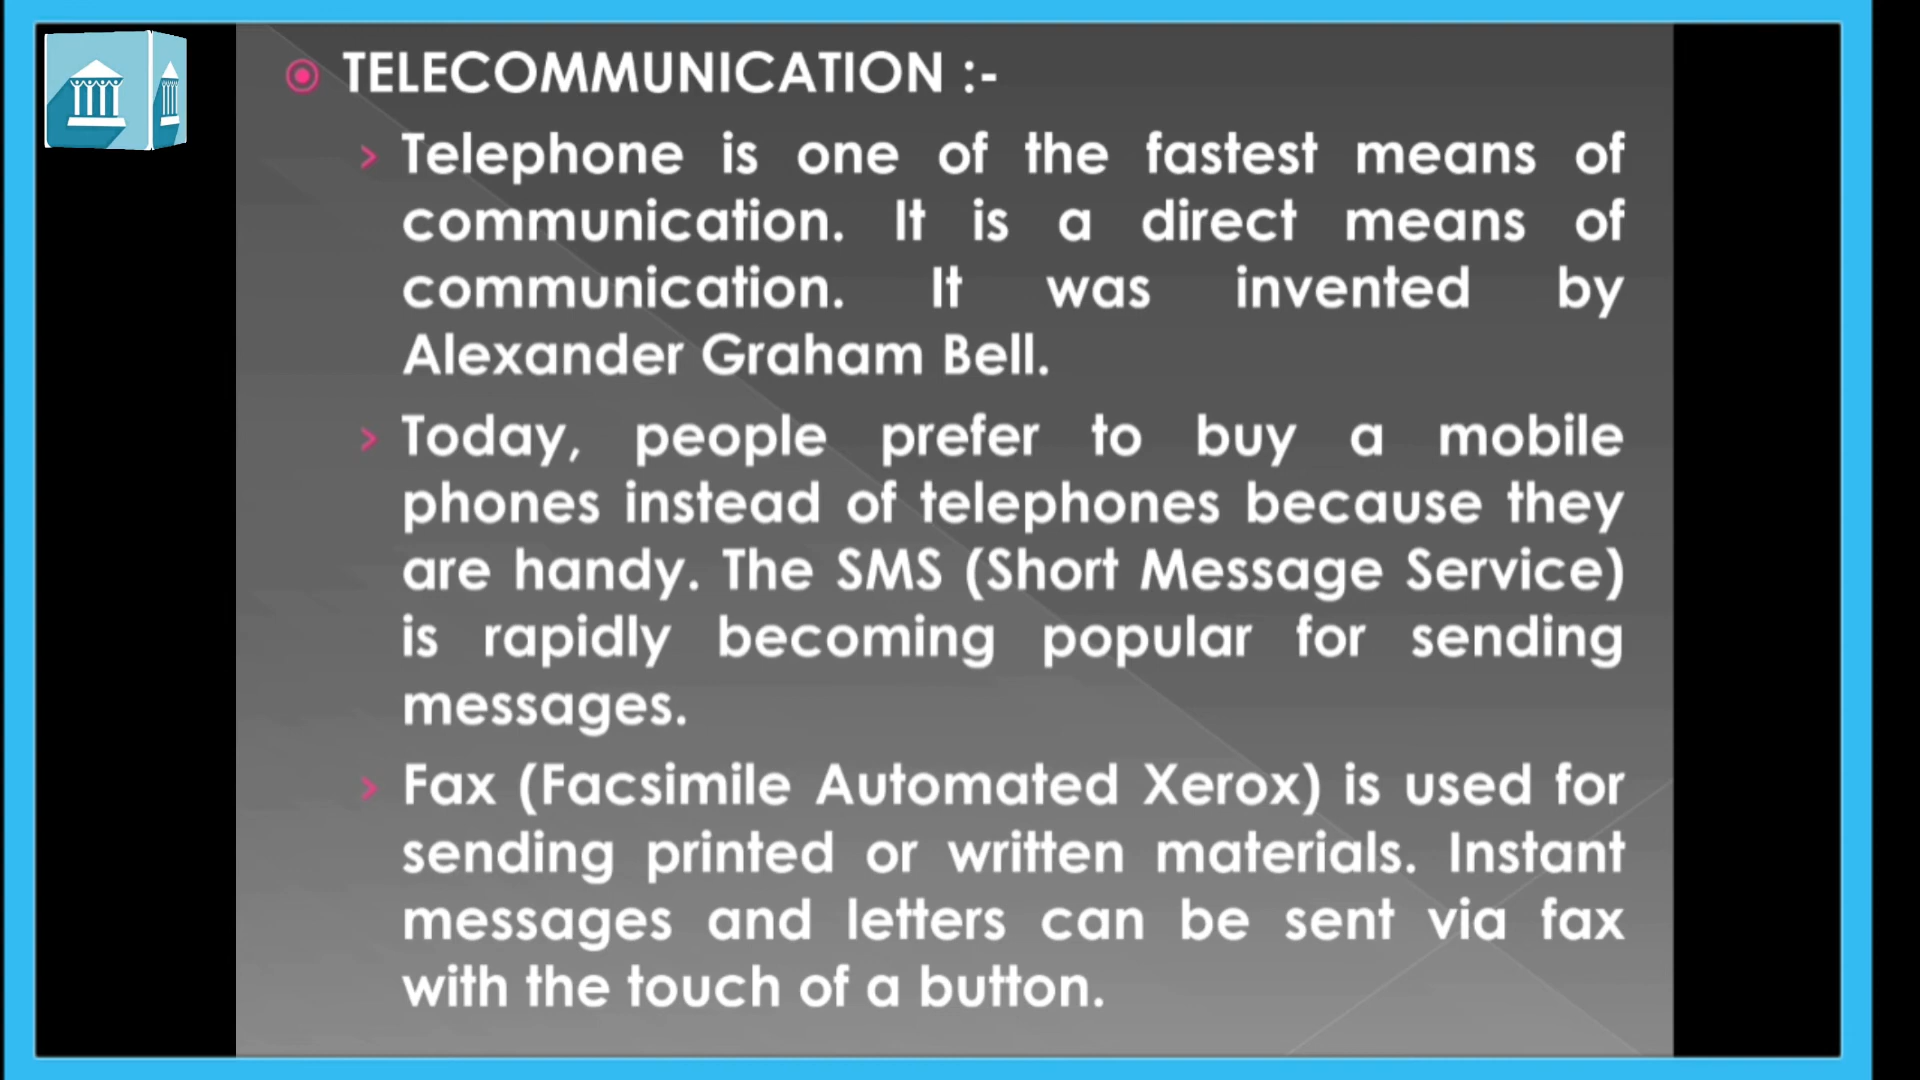 TELECOMMUNICATION :-
Telephone is one of the fastest means of
communication. It is a direct means of
communication. It was invented by
Alexander Graham Bell.
Today, people prefer to buy a mobile
phones instead of telephones because they
are handy. The SMS (Short Message Service)
is rapidly becoming popular for sending
messages.
Fax (Facsimile Automated Xerox) is used for
sending printed or written materials. Instant
messages and letters can be sent via fax
with the touch of a button.